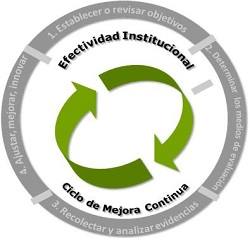 1. Establecer o revisar objetivos
2. Determinar los medios de evaluación
3. Recolectar y analizar evidencias
4. Ajustar, mejorar, innovar
Efectividad Institucional
Ciclo de Mejora Continua